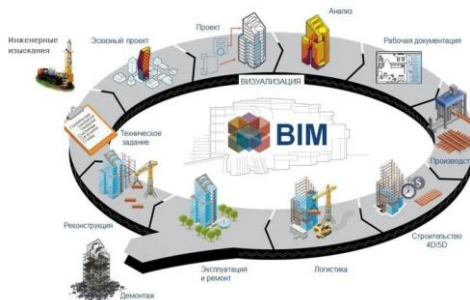 Инженерные
изыскания
Эскизный проект
Проект
Анализ
Рабочая документация
ВИЗУАЛИЗАЦИЯ
BIM
Техническое
задание
Производст
Реконструкция
Строительство
4D/5D
Эксплуатация
и ремонт
Логистика
Демонтаж